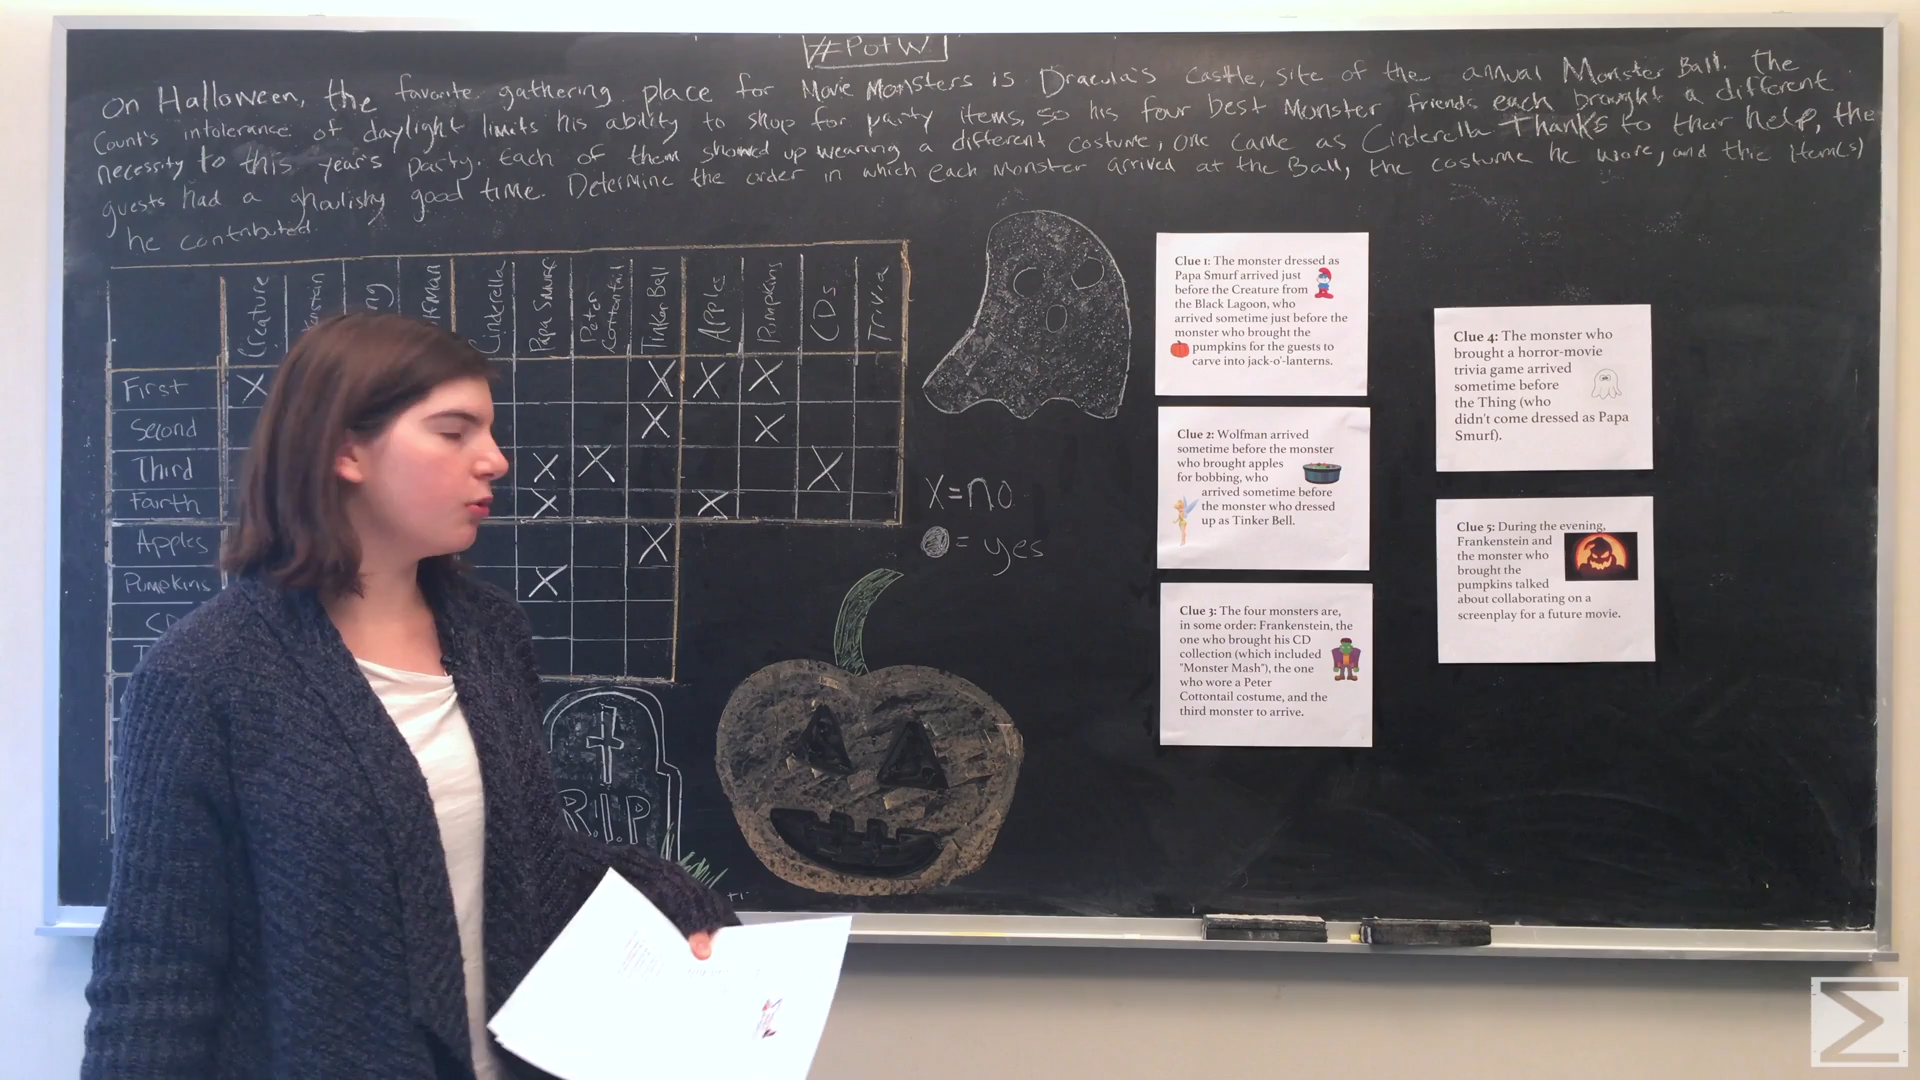 #PotW
On Halloween, the favorite gathering place for Movie Monsters is Dracula's Castle, site of the annual Monster Ball. The
Count's intolerance of daylight limits his ability to shop for party items, so his four best Monster friends each brought a different
necessity to this year's party. Each of them showed up wearing a different costume, one came as Cinderella Thanks to their help, the
guests had a ghoulishly good time. Determine the order in which each Monster arrived at the Ball, the costume he wore, and the item(s)
he contributed.
Creature
Cinderella
Papa Smurf
Peter Cottontail
Tinker Bell
Apples
Pumpkins
CDs
Trivia
First X X X X
Second X X
Third X X X
Fourth X X
Apples X
Pumpkins X
X=no
= yes
R.I.P
Clue 1: The monster dressed as
Papa Smurf arrived just
before the Creature from
the Black Lagoon, who
arrived sometime just before the
monster who brought the
pumpkins for the guests to
carve into jack-o'-lanterns.
Clue 2: Wolfman arrived
sometime before the monster
who brought apples
for bobbing, who
arrived sometime before
the monster who dressed
up as Tinker Bell.
Clue 3: The four monsters are,
in some order: Frankenstein, the
one who brought his CD
collection (which included
"Monster Mash"), the one
who wore a Peter
Cottontail costume, and the
third monster to arrive.
Clue 4: The monster who
brought a horror-movie
trivia game arrived
sometime before
the Thing (who
didn't come dressed as Papa
Smurf).
Clue 5: During the evening,
Frankenstein and
the monster who
brought the
pumpkins talked
about collaborating on a
screenplay for a future movie.
Σ